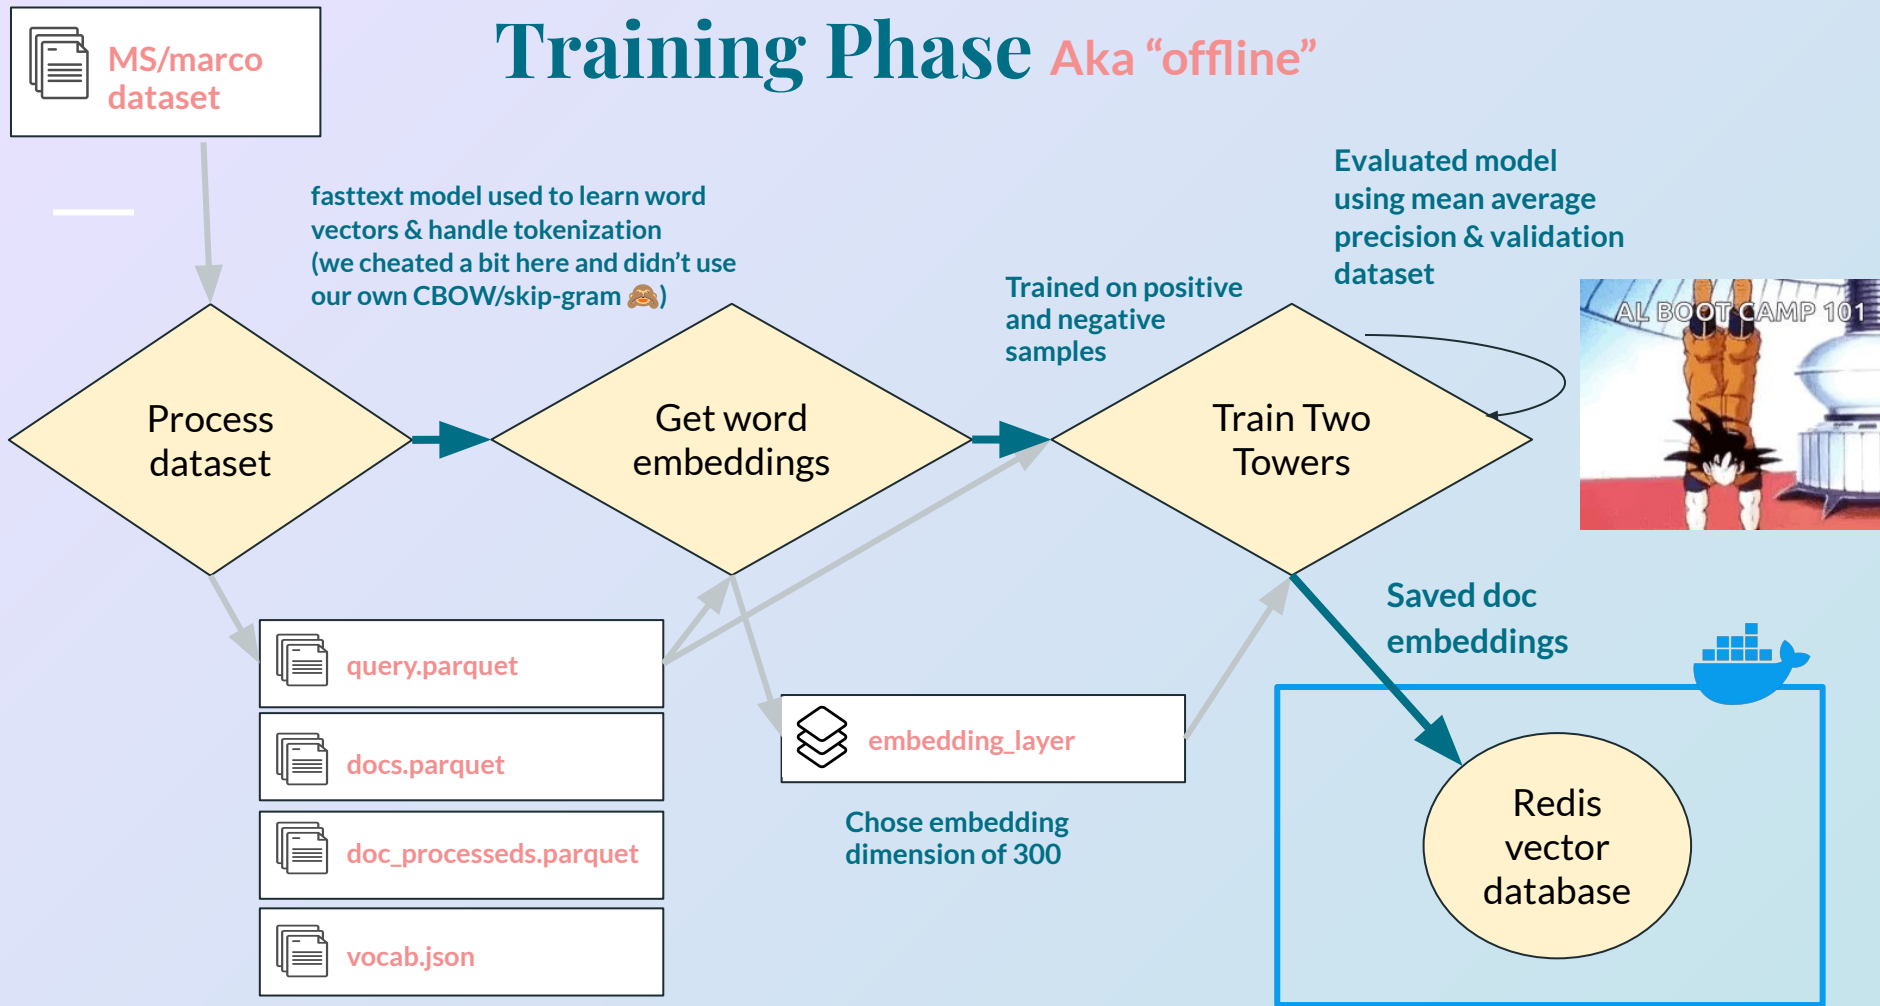 MS/marco
dataset
Training Phase Aka “offline”
fasttext model used to learn word
vectors & handle tokenization
(we cheated a bit here and didn’t use
our own CBOW/skip-gram 🙈)
Evaluated model
using mean average
precision & validation
dataset
Trained on positive
and negative
samples
AL BOOT CAMP 101
Process
dataset
Get word
embeddings
Train Two
Towers
Saved doc
embeddings
query.parquet
docs.parquet
doc_processeds.parquet
vocab.json
embedding_layer
Chose embedding
dimension of 300
Redis
vector
database